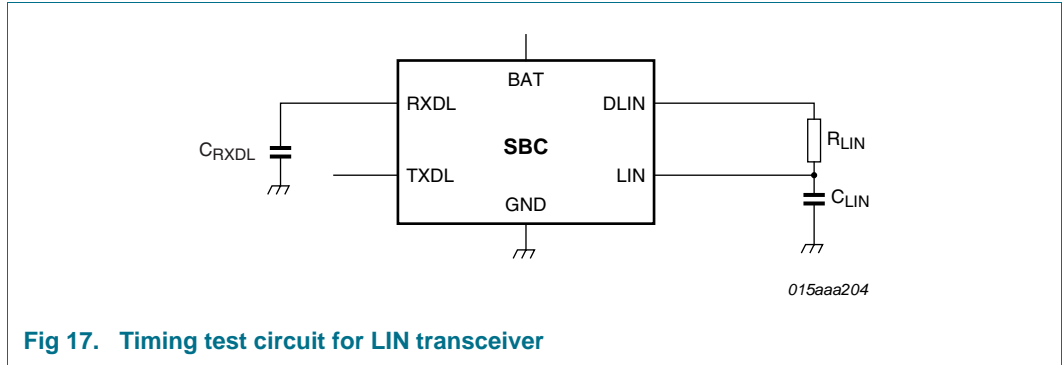 BAT
RXDL
DLIN
SBC
RLIN
CRXDL
TXDL
LIN
CLIN
GND
015aaa204
Fig 17. Timing test circuit for LIN transceiver